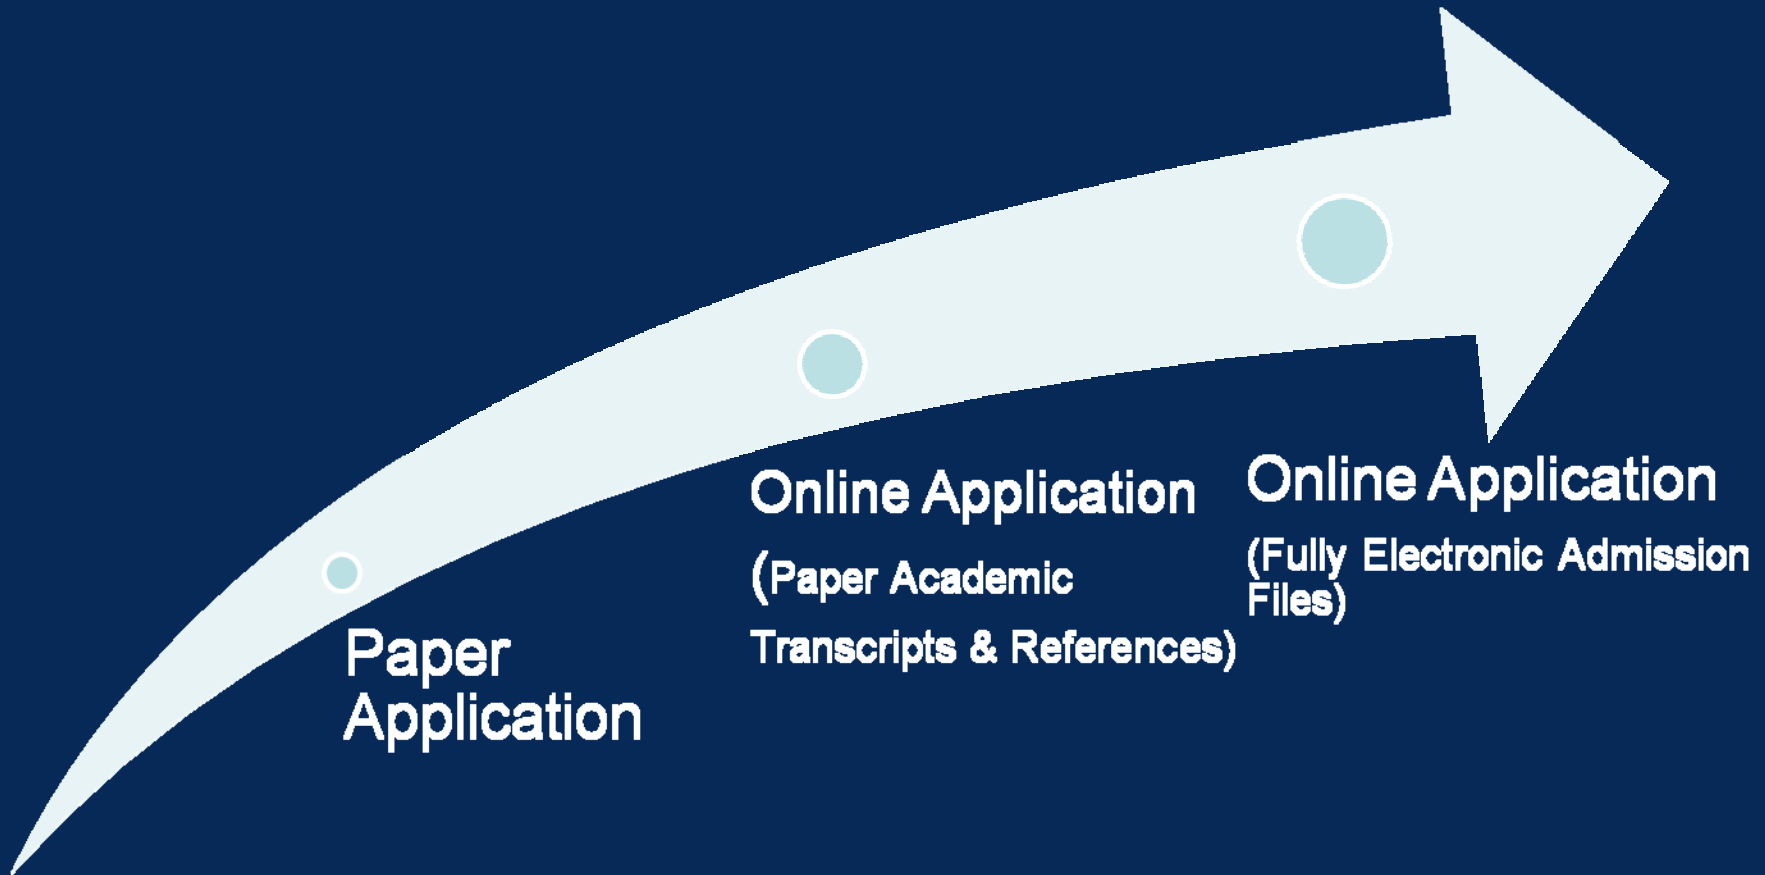 Paper
Application
Online Application
(Paper Academic
Transcripts & References)
Online Application
(Fully Electronic Admission
Files)